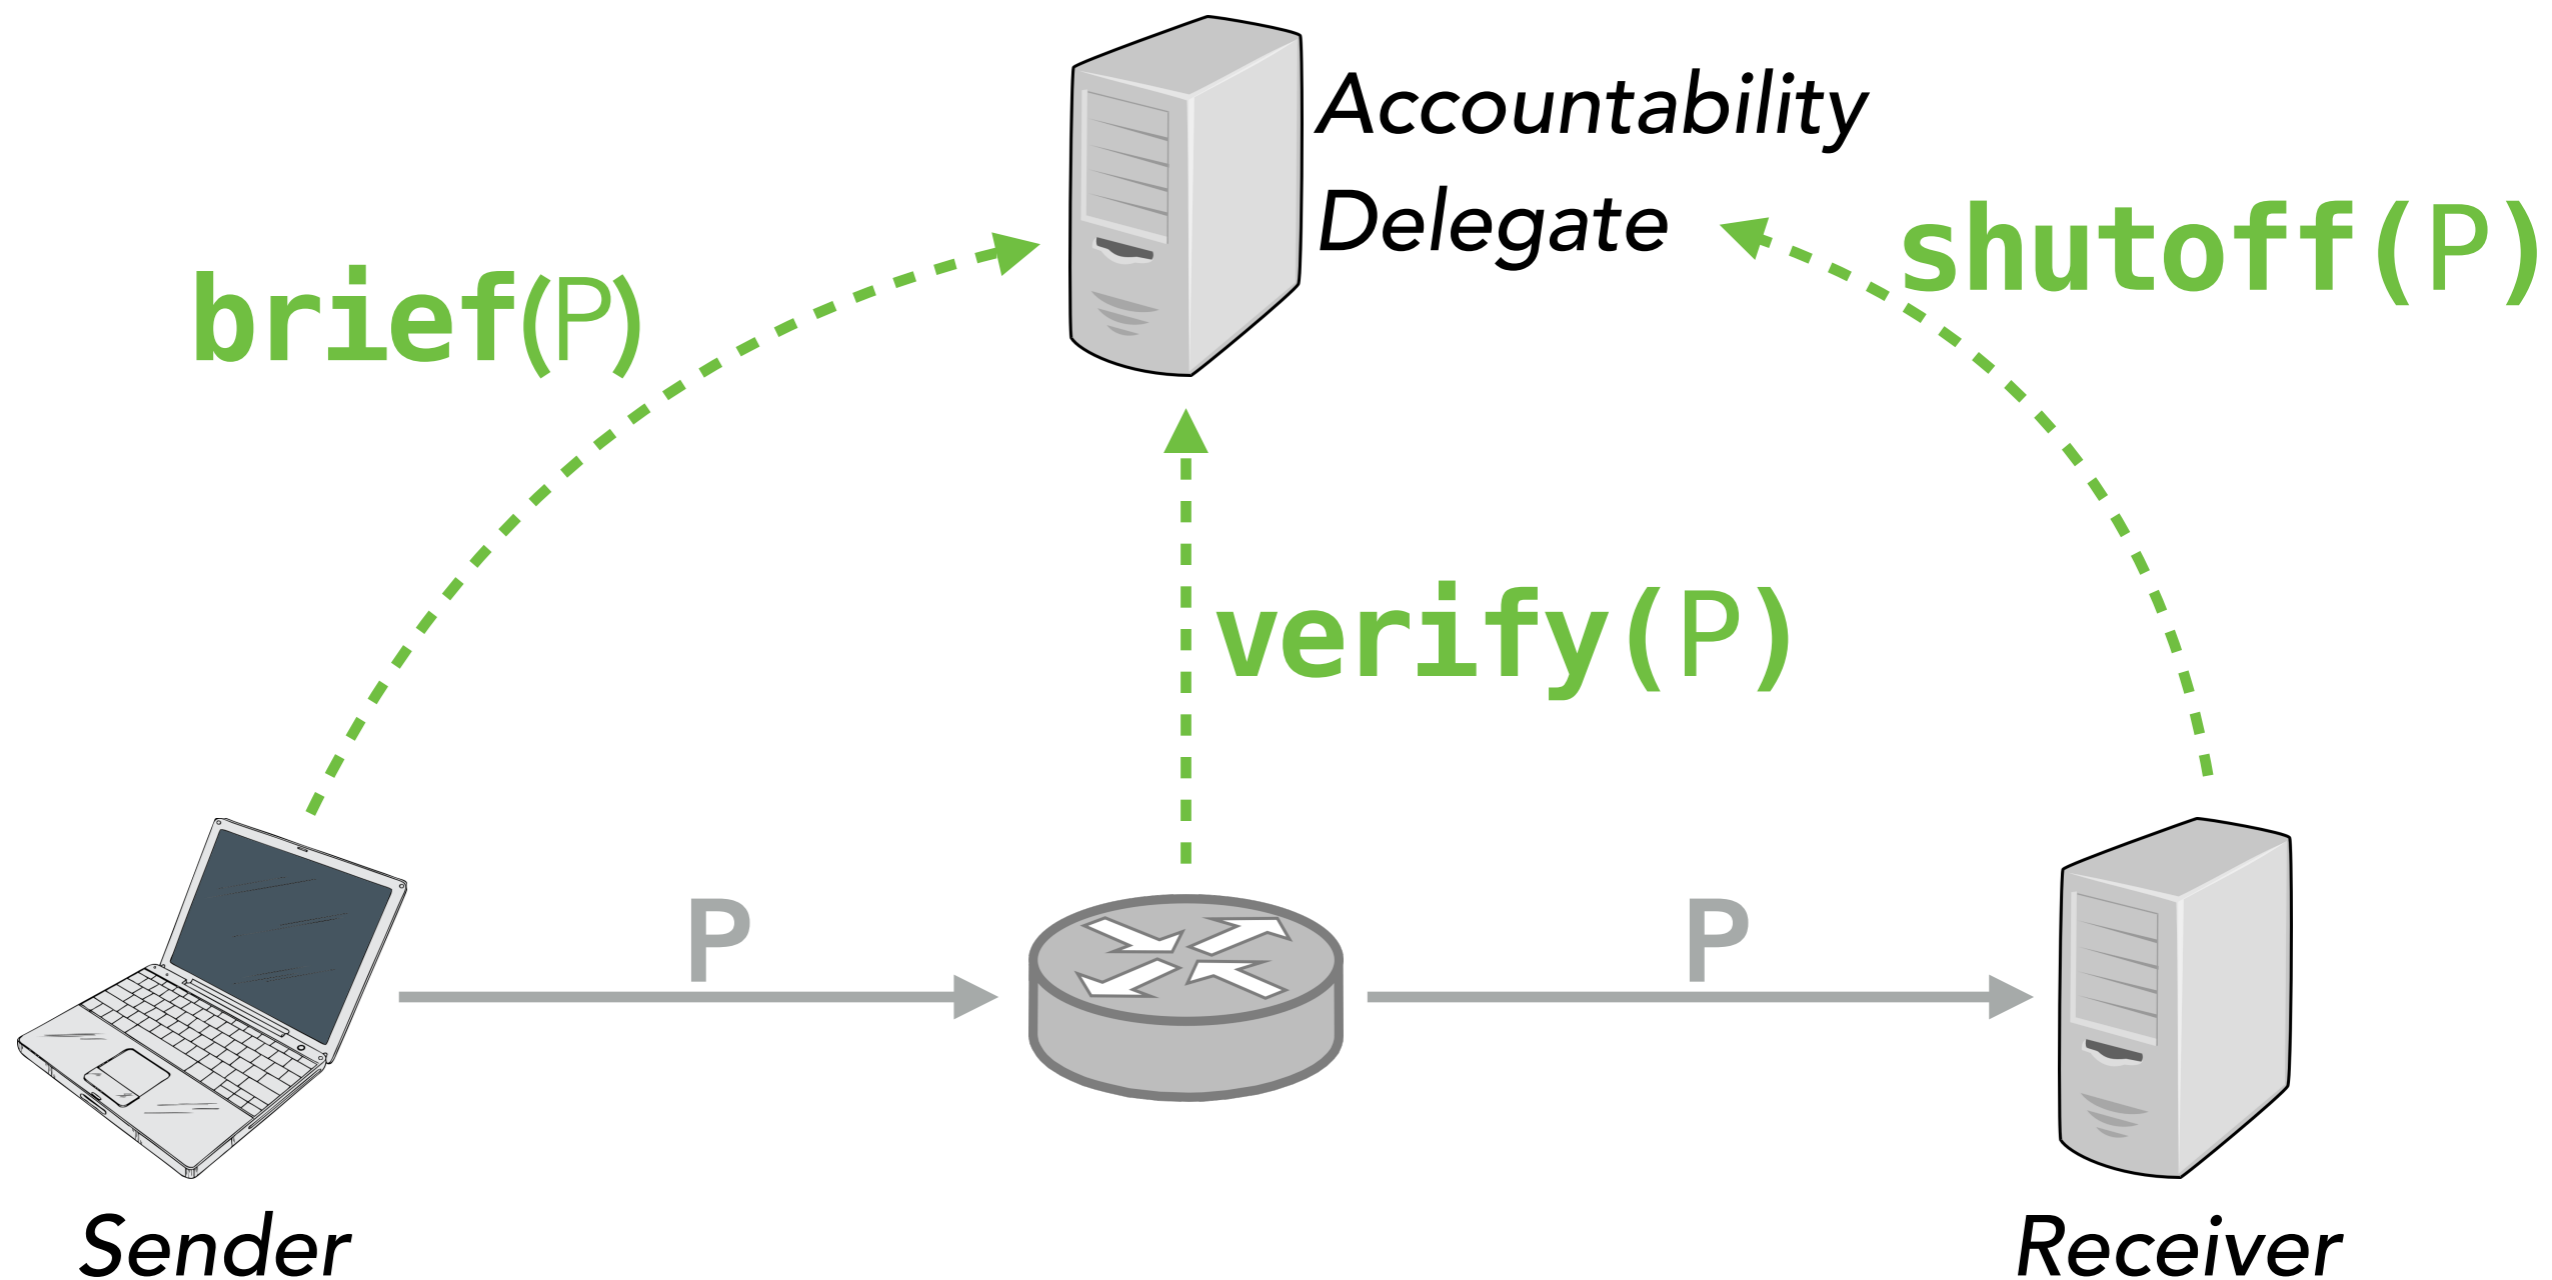 Accountability
Delegate
brief(P)
shutoff(P)
verify(P)
P
P
Sender
Receiver